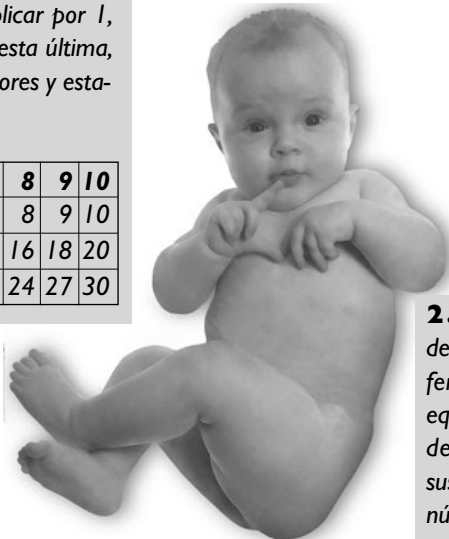 licar por 1,
esta última,
ores y esta-
8 9 10
8 9 10
16 18 20
24 27 30
2.
de
fer
eq
de
sus
nú